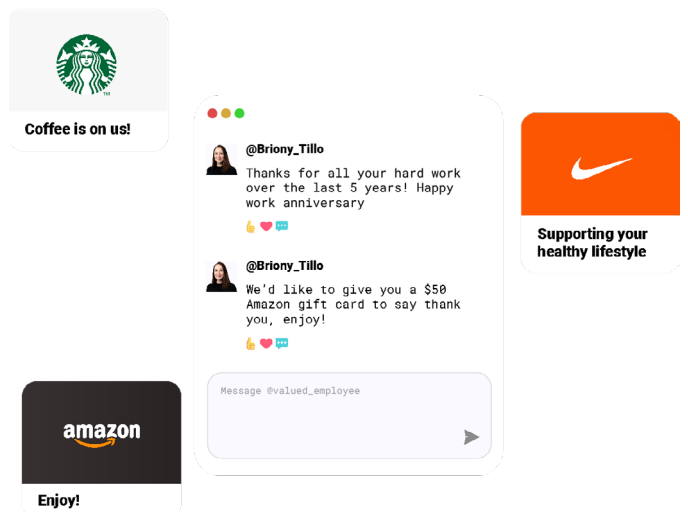 TM
Coffee is on us!
@Briony_Tillo
Thanks for all your hard work
over the last 5 years! Happy
work anniversary
@Briony_Tillo
We'd like to give you a $50
Amazon gift card to say thank
you, enjoy!
Message @valued_employee
Supporting your
healthy lifestyle
amazon
Enjoy!